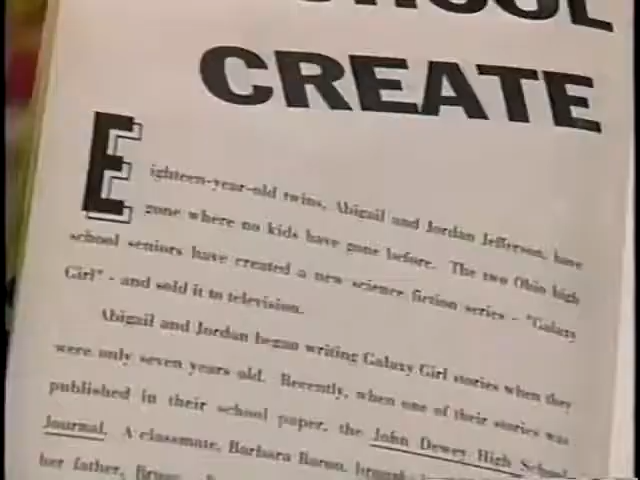 SCHOOL
CREATE
Eighteen-year-old twins, Abigail and Jordan Jefferson, have
gone where no kids have gone before. The two Ohio high
school seniors have created a new science fiction series - "Galaxy
Girl" - and sold it to television.
Abigail and Jordan began writing Galaxy Girl stories when they
were only seven years old. Recently, when one of their stories was
published in their school paper, the John Dewey High School
Journal. A classmate, Barbara Baron, brought
her father,